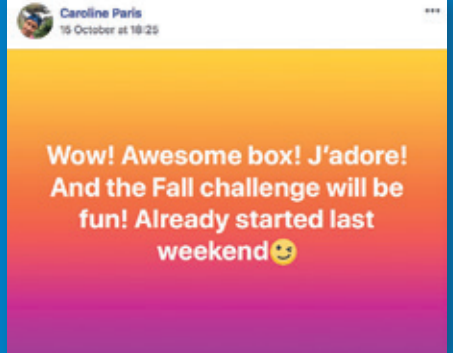 Caroline Paris
15 October at 18:25
Wow! Awesome box! J'adore!
And the Fall challenge will be
fun! Already started last
weekend😉